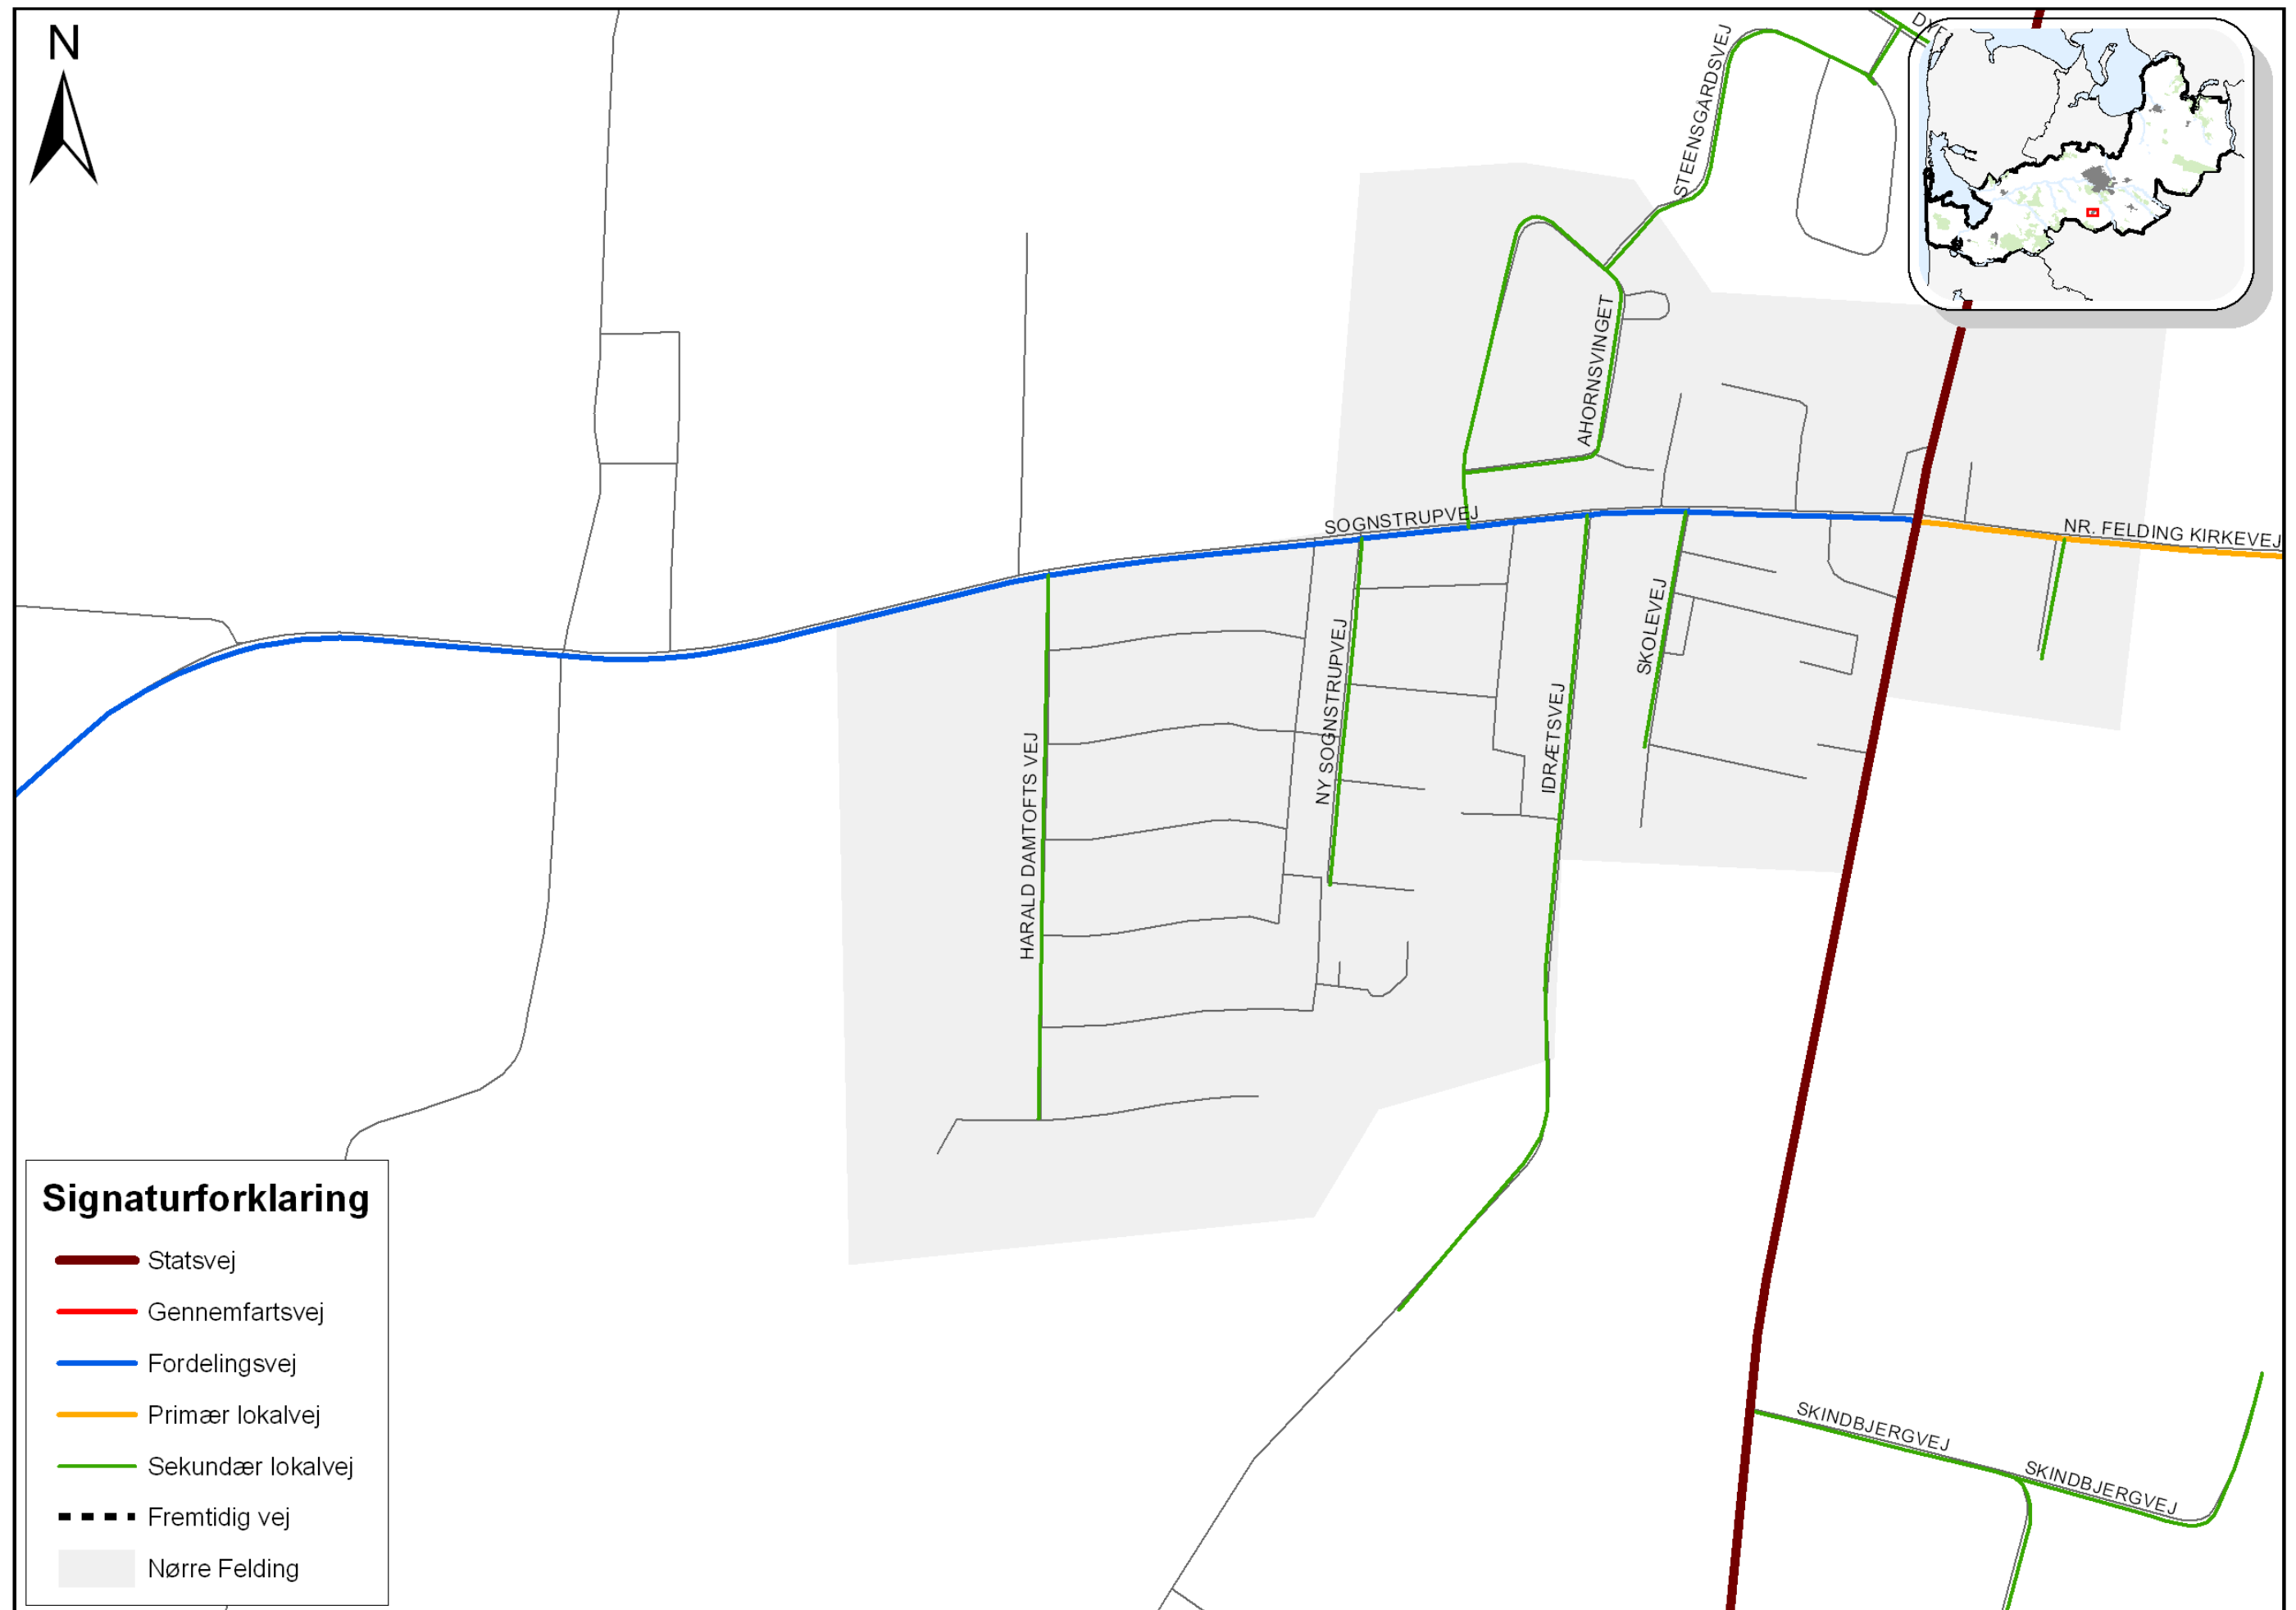 N
STEENSGÅRDSVEJ
AHORNSVINGET
SOGNSTRUPVEJ
NR. FELDING KIRKEVEJ
SKOLEVEJ
NY SOGNSTRUPVEJ
IDRÆTSVEJ
HARALD DAMTOFTS VEJ
SKINDBJERGVEJ
SKINDBJERGVEJ
Signaturforklaring
Statsvej
Gennemfartsvej
Fordelingsvej
Primær lokalvej
Sekundær lokalvej
Fremtidig vej
Nørre Felding